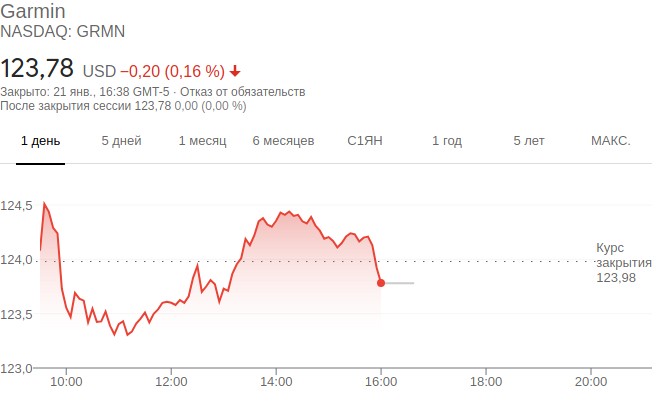 Garmin
NASDAQ: GRMN
123,78 USD −0,20 (0,16 %)
Закрыто: 21 янв., 16:38 GMT-5 · Отказ от обязательств
После закрытия сессии 123,78 0,00 (0,00 %)
1 день 5 дней 1 месяц 6 месяцев С1ЯН 1 год 5 лет МАКС.
124,5
124,0
123,5
123,0
Курс
закрытия
123,98
10:00 12:00 14:00 16:00 18:00 20:00